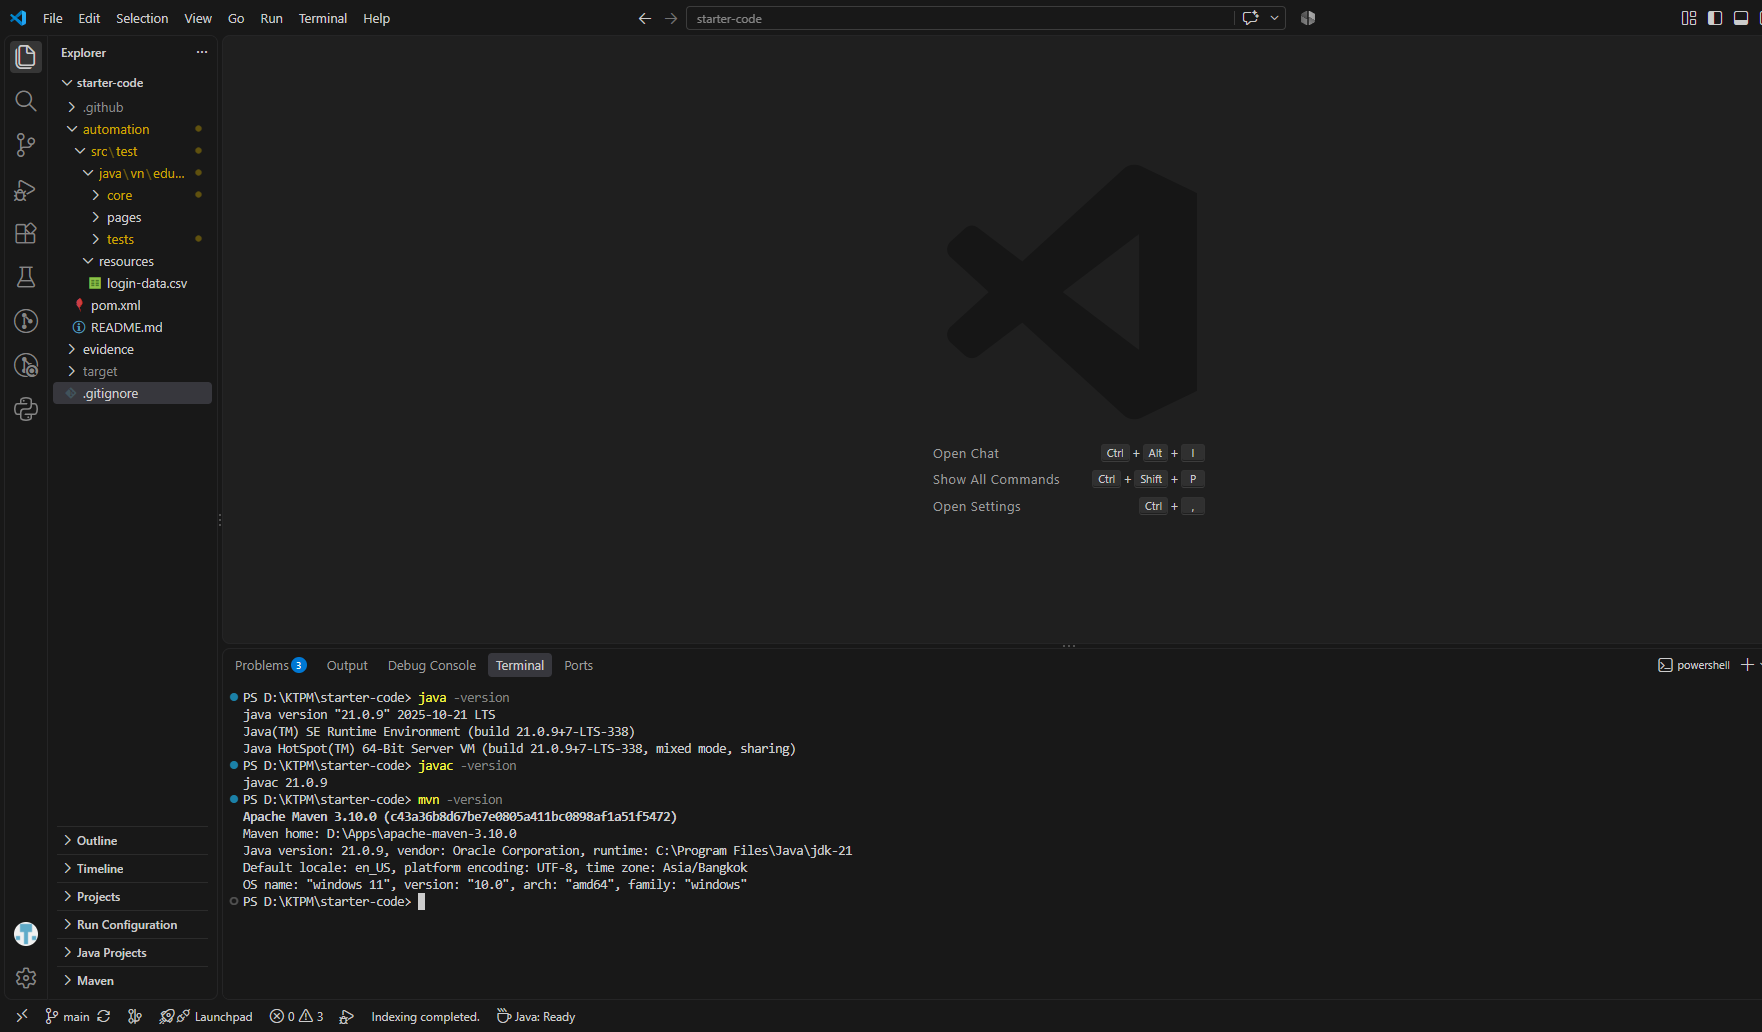 File Edit Selection View Go Run Terminal Help
starter-code
Explorer
starter-code
.github
automation
src\test
java\vn\edu...
core
pages
tests
resources
login-data.csv
pom.xml
README.md
evidence
target
.gitignore
Open Chat Ctrl + Alt + I
Show All Commands Ctrl + Shift + P
Open Settings Ctrl + ,
Problems 3 Output Debug Console Terminal Ports
powershell
PS D:\KTPM\starter-code> java -version
java version "21.0.9" 2025-10-21 LTS
Java(TM) SE Runtime Environment (build 21.0.9+7-LTS-338)
Java HotSpot(TM) 64-Bit Server VM (build 21.0.9+7-LTS-338, mixed mode, sharing)
PS D:\KTPM\starter-code> javac -version
javac 21.0.9
PS D:\KTPM\starter-code> mvn -version
Apache Maven 3.10.0 (c43a36b8d67be7e0805a411bc0898af1a51f5472)
Maven home: D:\Apps\apache-maven-3.10.0
Java version: 21.0.9, vendor: Oracle Corporation, runtime: C:\Program Files\Java\jdk-21
Default locale: en_US, platform encoding: UTF-8, time zone: Asia/Bangkok
OS name: "windows 11", version: "10.0", arch: "amd64", family: "windows"
PS D:\KTPM\starter-code>
Outline
Timeline
Projects
Run Configuration
Java Projects
Maven
main Launchpad 0 3 Indexing completed. Java: Ready